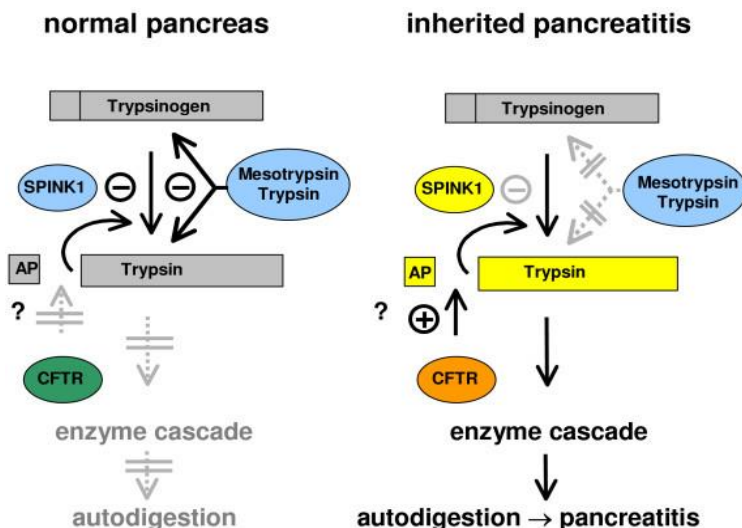 normal pancreas
Trypsinogen
SPINK1
−
−
Mesotrypsin
Trypsin
AP
Trypsin
?
CFTR
enzyme cascade
autodigestion
inherited pancreatitis
Trypsinogen
SPINK1
−
Mesotrypsin
Trypsin
AP
Trypsin
?
+
CFTR
enzyme cascade
autodigestion → pancreatitis